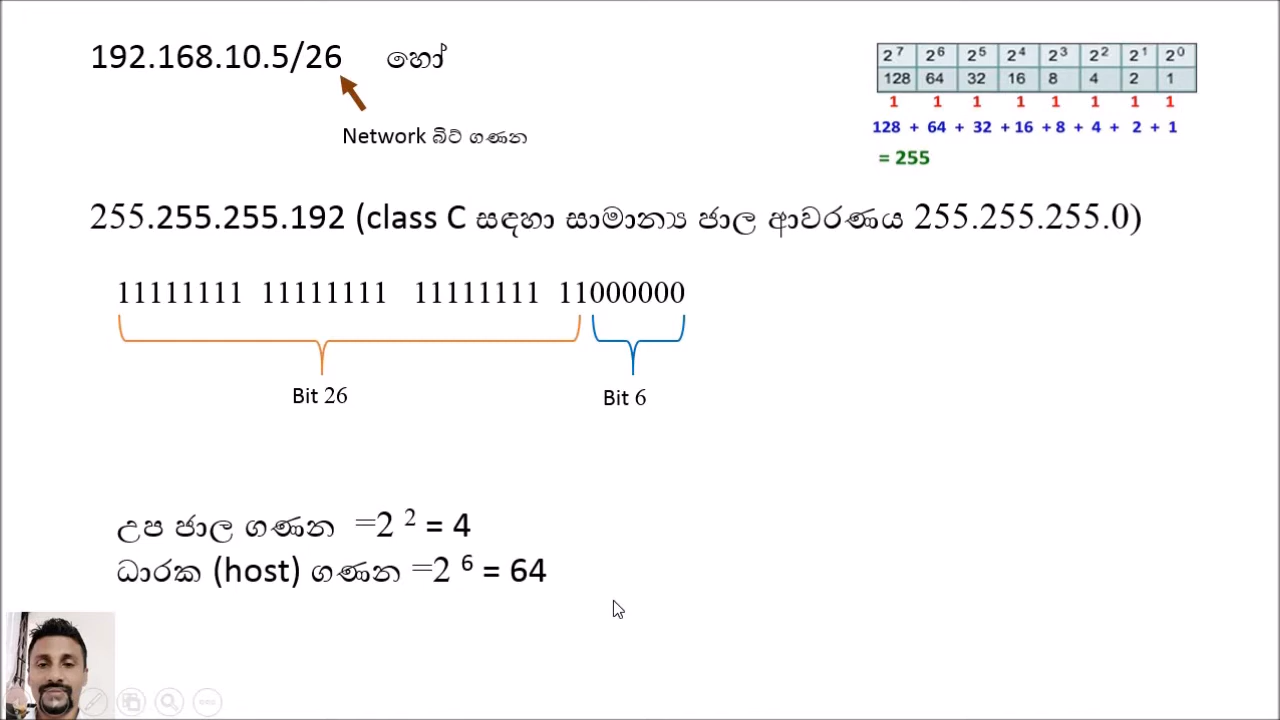 192.168.10.5/26 හෝ
Network බිට් ගණන
2⁷ 2⁶ 2⁵ 2⁴ 2³ 2² 2¹ 2⁰
128 64 32 16 8 4 2 1
1 1 1 1 1 1 1 1
128 + 64 + 32 + 16 + 8 + 4 + 2 + 1
= 255
255.255.255.192 (class C සඳහා සාමාන්‍ය ජාල ආවරණය 255.255.255.0)
11111111 11111111 11111111 11000000
Bit 26 Bit 6
උප ජාල ගණන =2 ² = 4
ධාරක (host) ගණන =2 ⁶ = 64